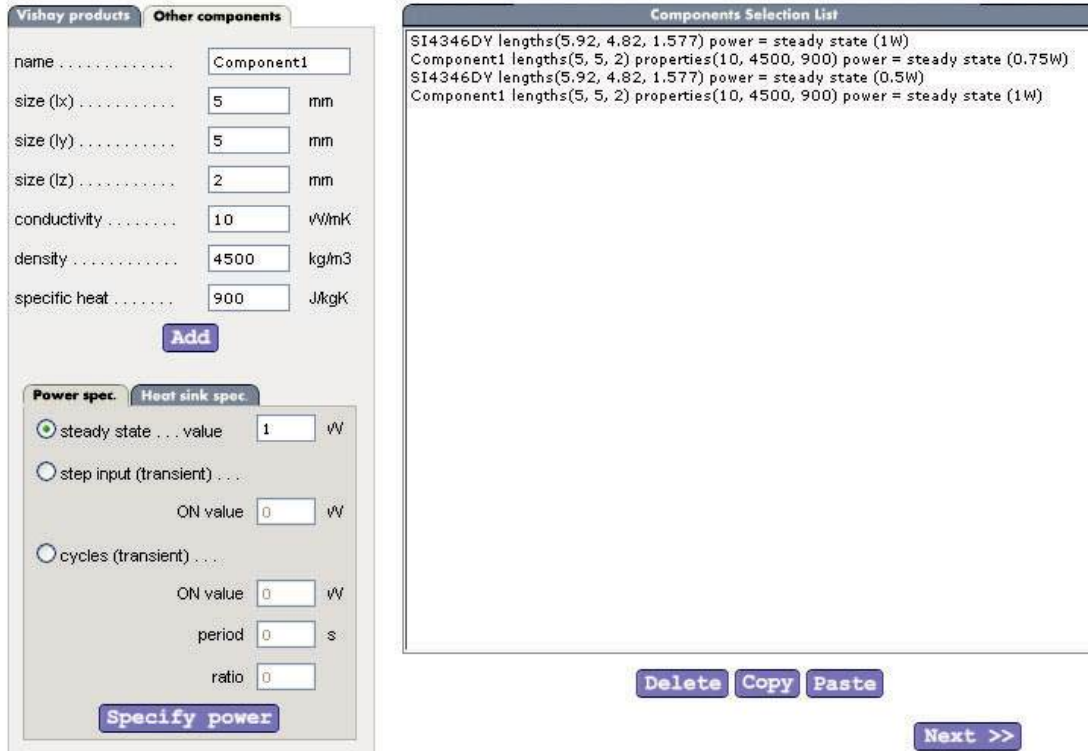 Vishay products Other components
name . . . . . . . . . . . . . Component1
size (lx) . . . . . . . . . . . 5 mm
size (ly) . . . . . . . . . . . 5 mm
size (lz) . . . . . . . . . . . 2 mm
conductivity . . . . . . . . 10 W/mK
density . . . . . . . . . . . . 4500 kg/m3
specific heat . . . . . . . 900 J/kgK
Add
Power spec. Heat sink spec.
steady state . . . value 1 W
step input (transient) . . .
ON value 0 W
cycles (transient) . . .
ON value 0 W
period 0 s
ratio 0
Specify power
Components Selection List
SI4346DY lengths(5.92, 4.82, 1.577) power = steady state (1W)
Component1 lengths(5, 5, 2) properties(10, 4500, 900) power = steady state (0.75W)
SI4346DY lengths(5.92, 4.82, 1.577) power = steady state (0.5W)
Component1 lengths(5, 5, 2) properties(10, 4500, 900) power = steady state (1W)
Delete Copy Paste
Next >>